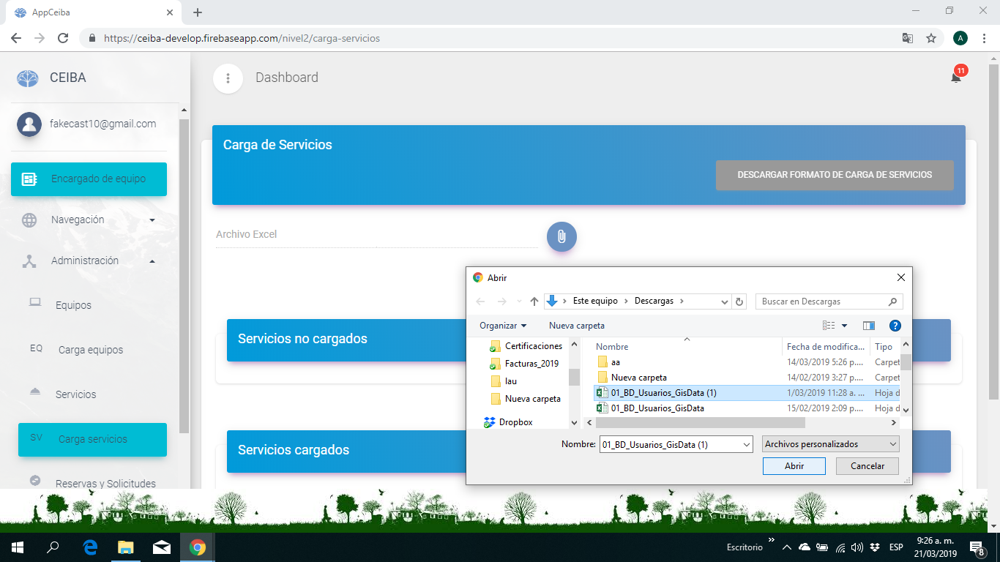 AppCeiba
https://ceiba-develop.firebaseapp.com/nivel2/carga-servicios
A
CEIBA
Dashboard
11
fakecast10@gmail.com
Encargado de equipo
Navegación
Administración
Equipos
EQ Carga equipos
Servicios
SV Carga servicios
Reservas y Solicitudes
Carga de Servicios
DESCARGAR FORMATO DE CARGA DE SERVICIOS
Archivo Excel
Servicios no cargados
Servicios cargados
Abrir
Este equipo > Descargas >
Buscar en Descargas
Organizar Nueva carpeta
Certificaciones
Facturas_2019
lau
Nueva carpeta
Dropbox
Nombre Fecha de modifica... Tipo
aa 14/03/2019 5:26 p.... Carpet
Nueva carpeta 14/02/2019 3:27 p.... Carpet
01_BD_Usuarios_GisData (1) 1/03/2019 11:28 a. ... Hoja d
01_BD_Usuarios_GisData 15/02/2019 2:09 p.... Hoja d
Nombre: 01_BD_Usuarios_GisData (1) Archivos personalizados
Abrir Cancelar
Escritorio » ESP 9:26 a. m.
21/03/2019
8